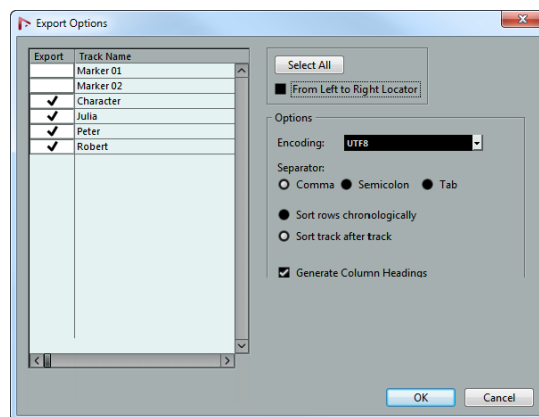 Export Options
Export Track Name
Marker 01
Marker 02
Character
Julia
Peter
Robert
Select All
From Left to Right Locator
Options
Encoding: UTF8
Separator:
Comma Semicolon Tab
Sort rows chronologically
Sort track after track
Generate Column Headings
OK Cancel